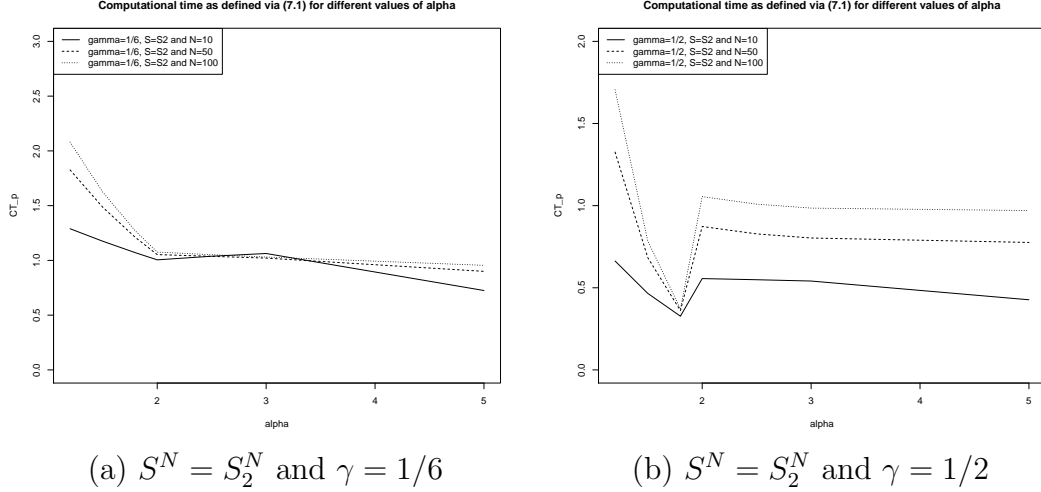 Computational time as defined via (7.1) for different values of alpha
3.0
2.5
2.0
1.5
1.0
0.5
0.0
CT_p
gamma=1/6, S=S2 and N=10
gamma=1/6, S=S2 and N=50
gamma=1/6, S=S2 and N=100
2 3 4 5
alpha
(a) $S^N = S_2^N$ and $\gamma = 1/6$
Computational time as defined via (7.1) for different values of alpha
2.0
1.5
1.0
0.5
0.0
CT_p
gamma=1/2, S=S2 and N=10
gamma=1/2, S=S2 and N=50
gamma=1/2, S=S2 and N=100
2 3 4 5
alpha
(b) $S^N = S_2^N$ and $\gamma = 1/2$